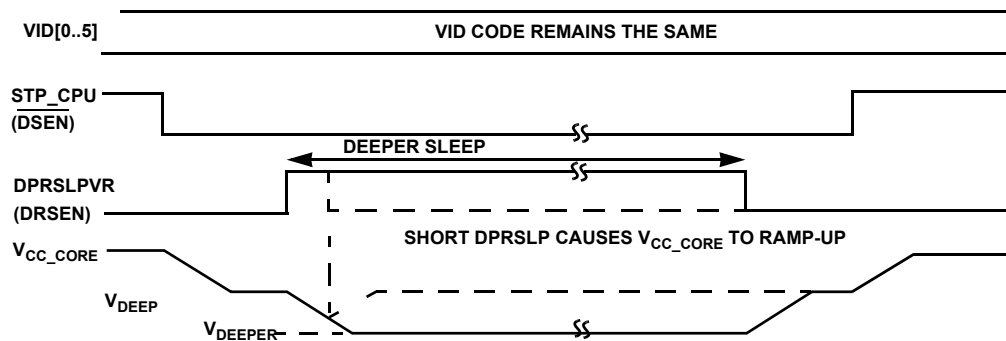 VID[0..5]
VID CODE REMAINS THE SAME
STP_CPU
(DSEN)
DEEPER SLEEP
DPRSLPVR
(DRSEN)
SHORT DPRSLP CAUSES VCC_CORE TO RAMP-UP
VCC_CORE
VDEEP
VDEEPER